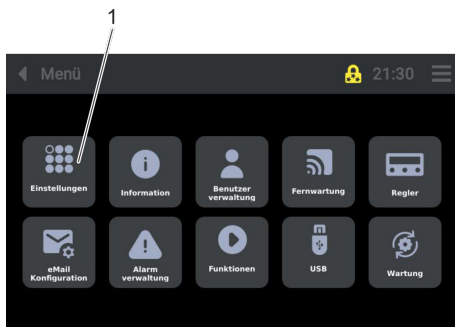 1
Menü 21:30
Einstellungen Information Benutzer verwaltung Fernwartung Regler
eMail Konfiguration Alarm verwaltung Funktionen USB Wartung